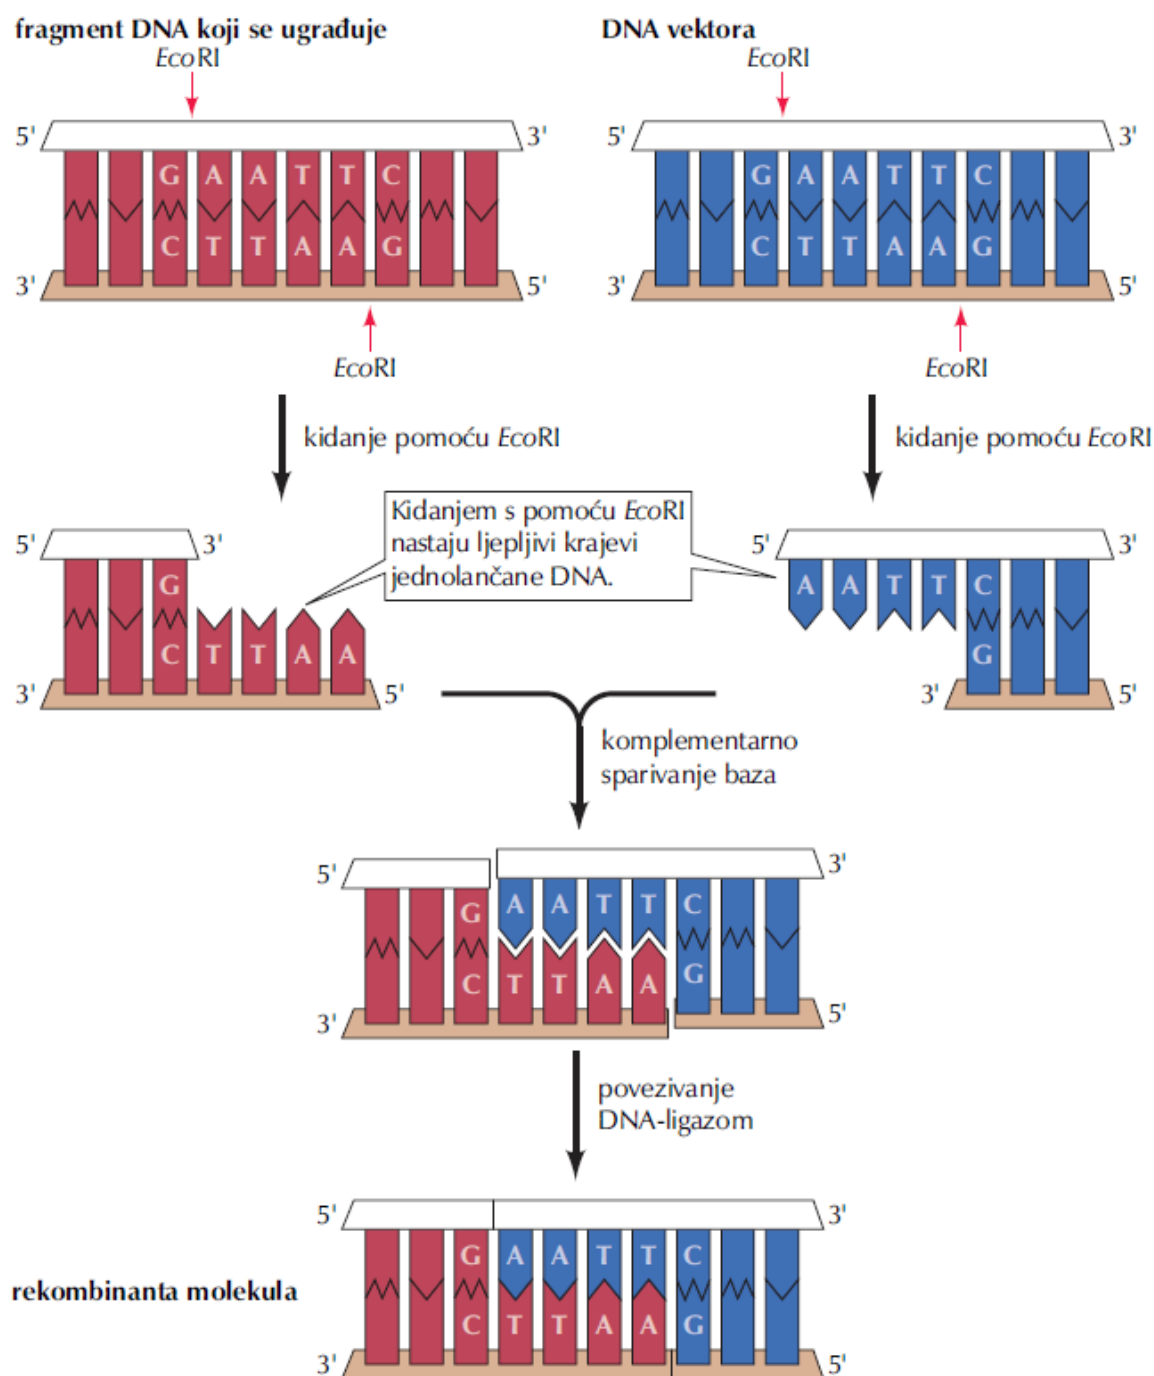 fragment DNA koji se ugrađuje
DNA vektora
EcoRI
EcoRI
5' 3'
5' 3'
G A A T T C
G A A T T C
C T T A A G
C T T A A G
3' 5'
3' 5'
EcoRI
EcoRI
kidanje pomoću EcoRI
kidanje pomoću EcoRI
Kidanjem s pomoću EcoRI
nastaju ljepljivi krajevi
jednolančane DNA.
5' 3'
G
C T T A A
3' 5'
5' 3'
A A T T C
G
3' 5'
komplementarno
sparivanje baza
5' 3'
G A A T T C
C T T A A G
3' 5'
povezivanje
DNA-ligazom
5' 3'
G A A T T C
rekombinanta molekula
C T T A A G
3' 5'